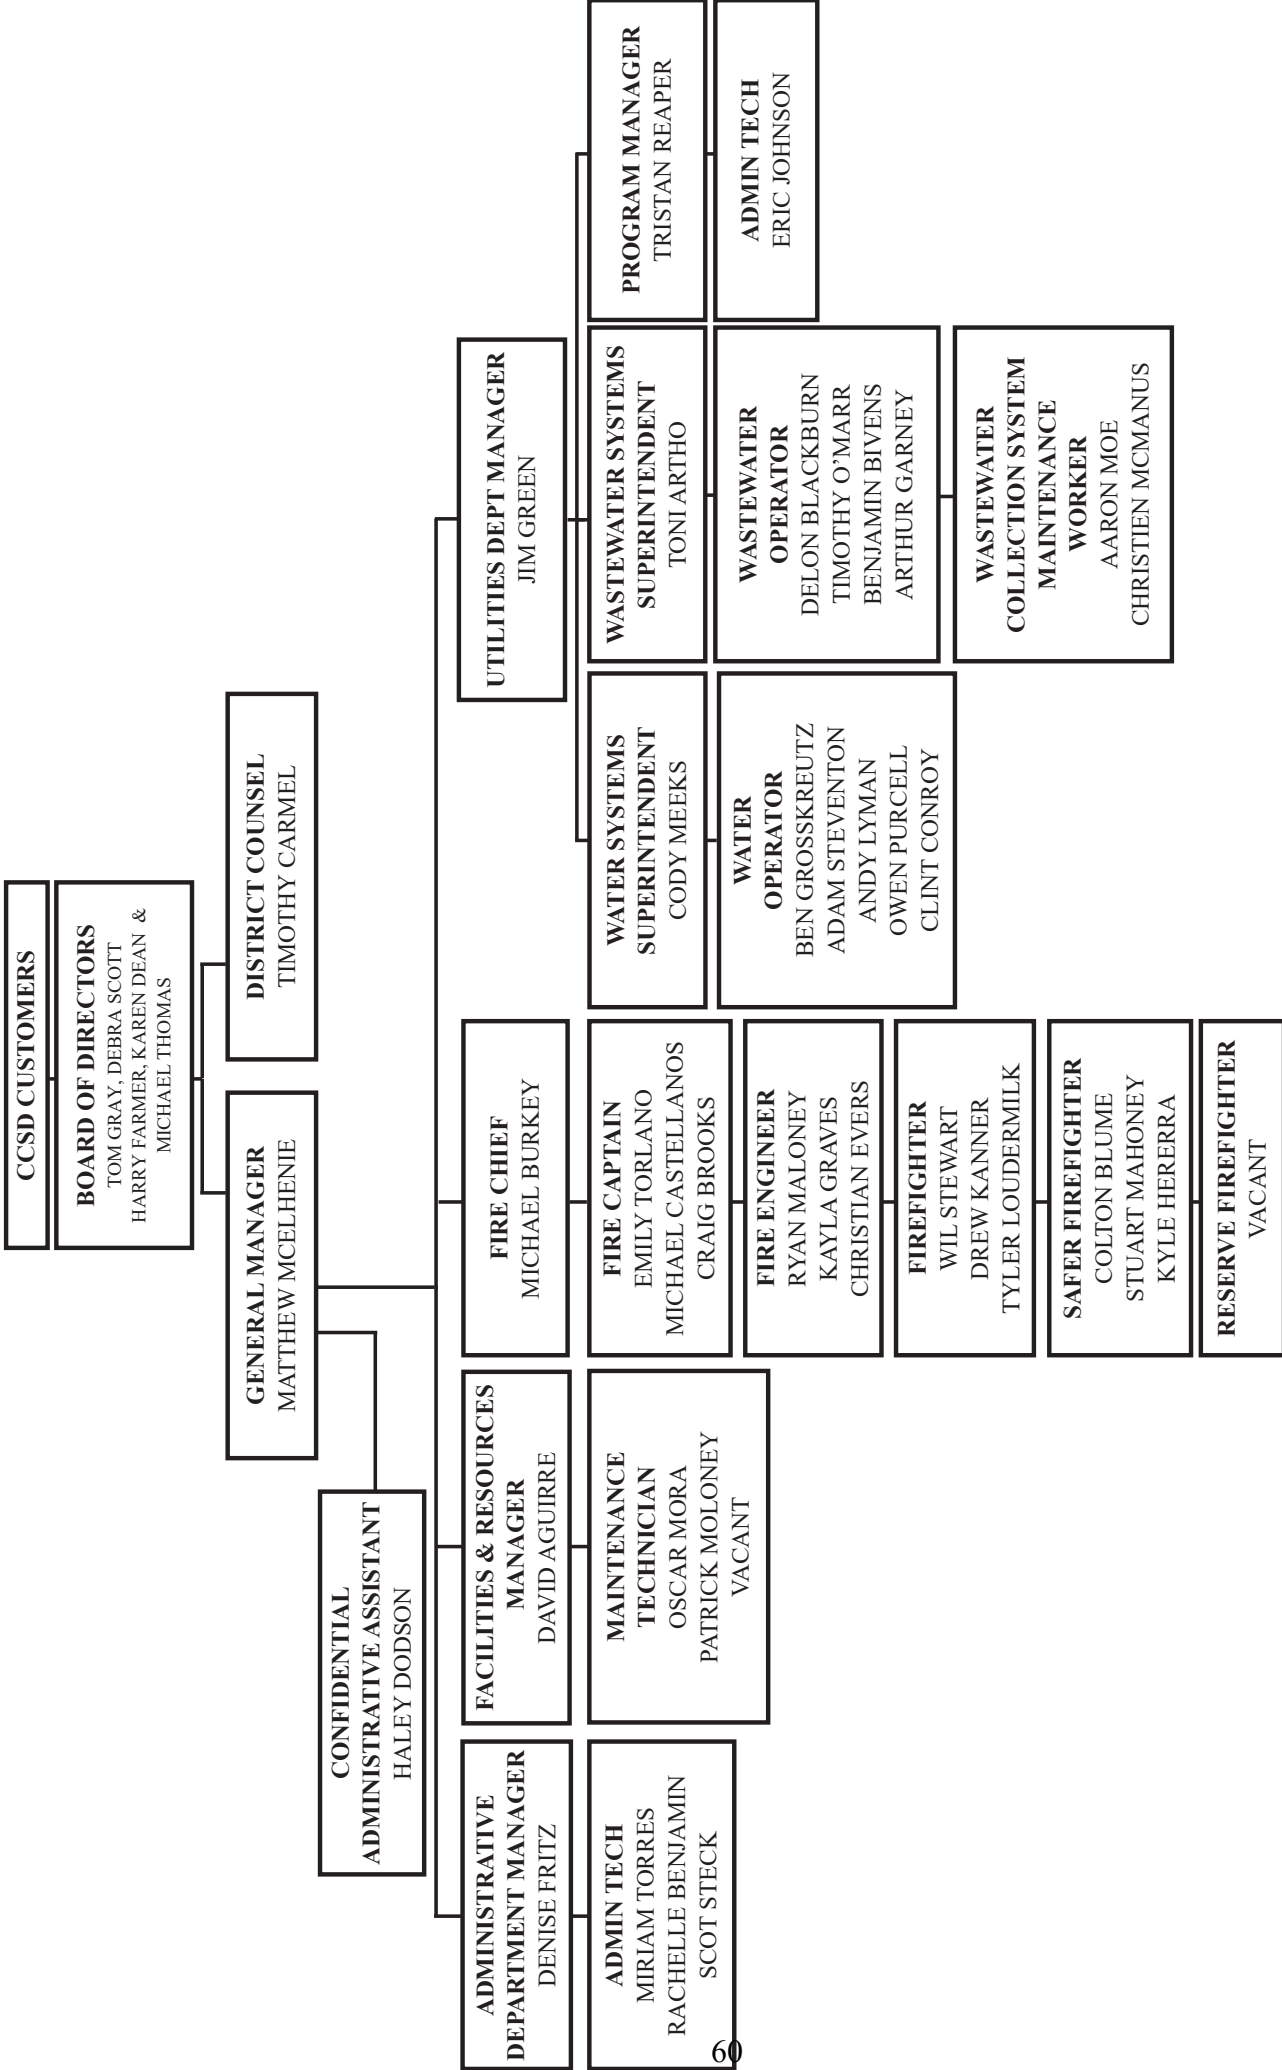 CCSD CUSTOMERS
BOARD OF DIRECTORS
TOM GRAY, DEBRA SCOTT
HARRY FARMER, KAREN DEAN &
MICHAEL THOMAS
GENERAL MANAGER
MATTHEW MCELHENIE
DISTRICT COUNSEL
TIMOTHY CARMEL
CONFIDENTIAL
ADMINISTRATIVE ASSISTANT
HALEY DODSON
ADMINISTRATIVE
DEPARTMENT MANAGER
DENISE FRITZ
ADMIN TECH
MIRIAM TORRES
RACHELLE BENJAMIN
SCOT STECK
FACILITIES & RESOURCES
MANAGER
DAVID AGUIRRE
MAINTENANCE
TECHNICIAN
OSCAR MORA
PATRICK MOLONEY
VACANT
FIRE CHIEF
MICHAEL BURKEY
FIRE CAPTAIN
EMILY TORLANO
MICHAEL CASTELLANOS
CRAIG BROOKS
FIRE ENGINEER
RYAN MALONEY
KAYLA GRAVES
CHRISTIAN EVERS
FIREFIGHTER
WIL STEWART
DREW KANNER
TYLER LOUDERMILK
SAFER FIREFIGHTER
COLTON BLUME
STUART MAHONEY
KYLE HERERRA
RESERVE FIREFIGHTER
VACANT
UTILITIES DEPT MANAGER
JIM GREEN
WATER SYSTEMS
SUPERINTENDENT
CODY MEEKS
WATER
OPERATOR
BEN GROSSKREUTZ
ADAM STEVENTON
ANDY LYMAN
OWEN PURCELL
CLINT CONROY
WASTEWATER SYSTEMS
SUPERINTENDENT
TONI ARTHO
WASTEWATER
OPERATOR
DELON BLACKBURN
TIMOTHY O’MARR
BENJAMIN BIVENS
ARTHUR GARNEY
WASTEWATER
COLLECTION SYSTEM
MAINTENANCE
WORKER
AARON MOE
CHRISTIEN MCMANUS
PROGRAM MANAGER
TRISTAN REAPER
ADMIN TECH
ERIC JOHNSON
60